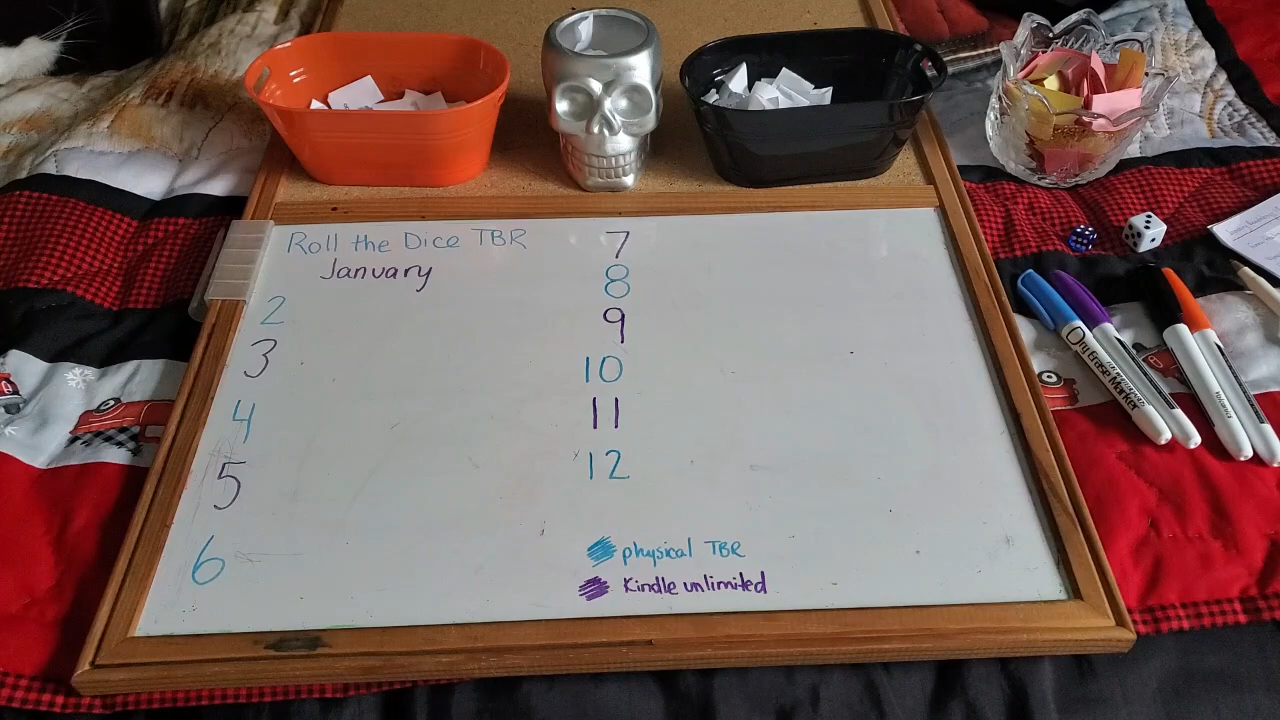 Roll the Dice TBR
January
2
3
4
5
6
7
8
9
10
11
12
physical TBR
Kindle unlimited
Dry Erase Marker